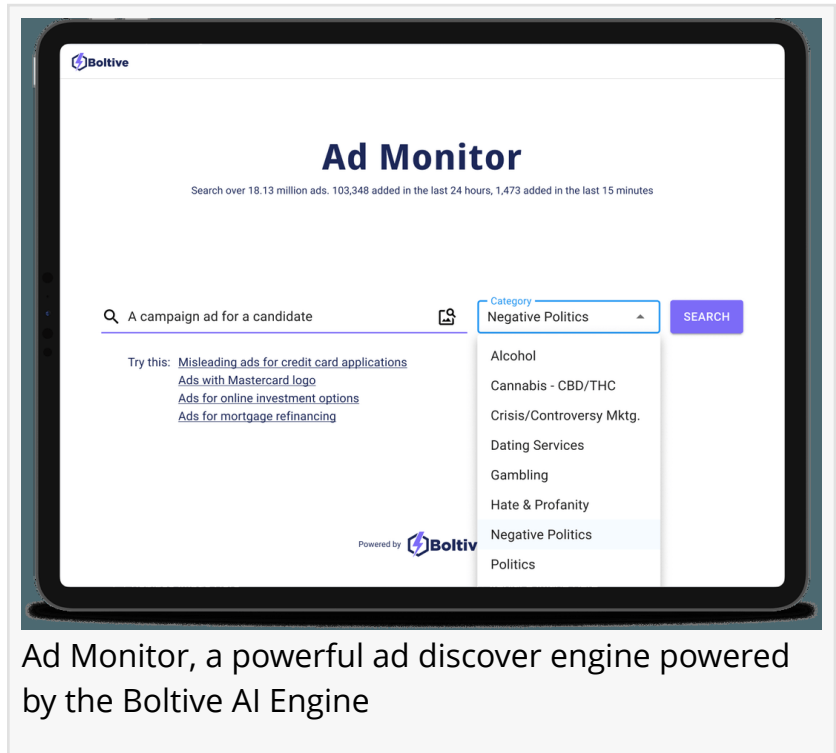 Boltive
Ad Monitor
Search over 18.13 million ads. 103,348 added in the last 24 hours, 1,473 added in the last 15 minutes
A campaign ad for a candidate
Category
Negative Politics
SEARCH
Try this: Misleading ads for credit card applications
Ads with Mastercard logo
Ads for online investment options
Ads for mortgage refinancing
Alcohol
Cannabis - CBD/THC
Crisis/Controversy Mktg.
Dating Services
Gambling
Hate & Profanity
Negative Politics
Politics
Powered by Boltiv
Ad Monitor, a powerful ad discover engine powered
by the Boltive AI Engine